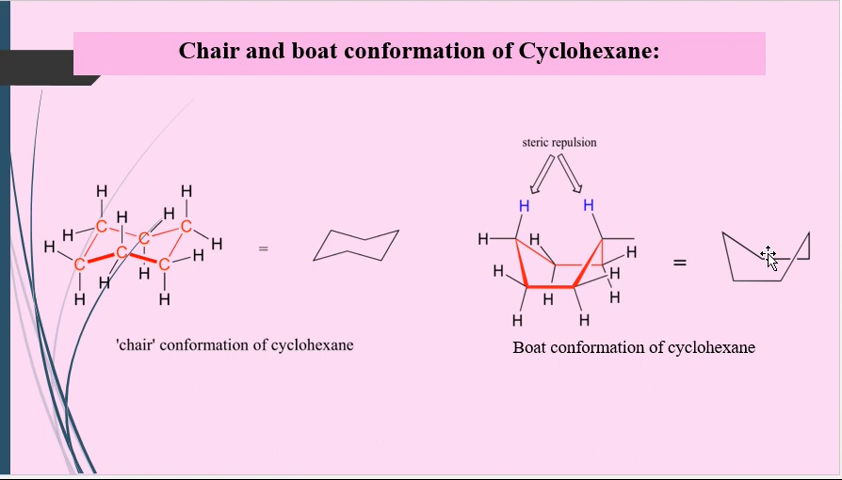 Chair and boat conformation of Cyclohexane:
steric repulsion
H H H H
H H
H C C H
H C C H H
H C C H
H H H
H H
=
H H
H H H
H H
H H
H H
=
'chair' conformation of cyclohexane
Boat conformation of cyclohexane